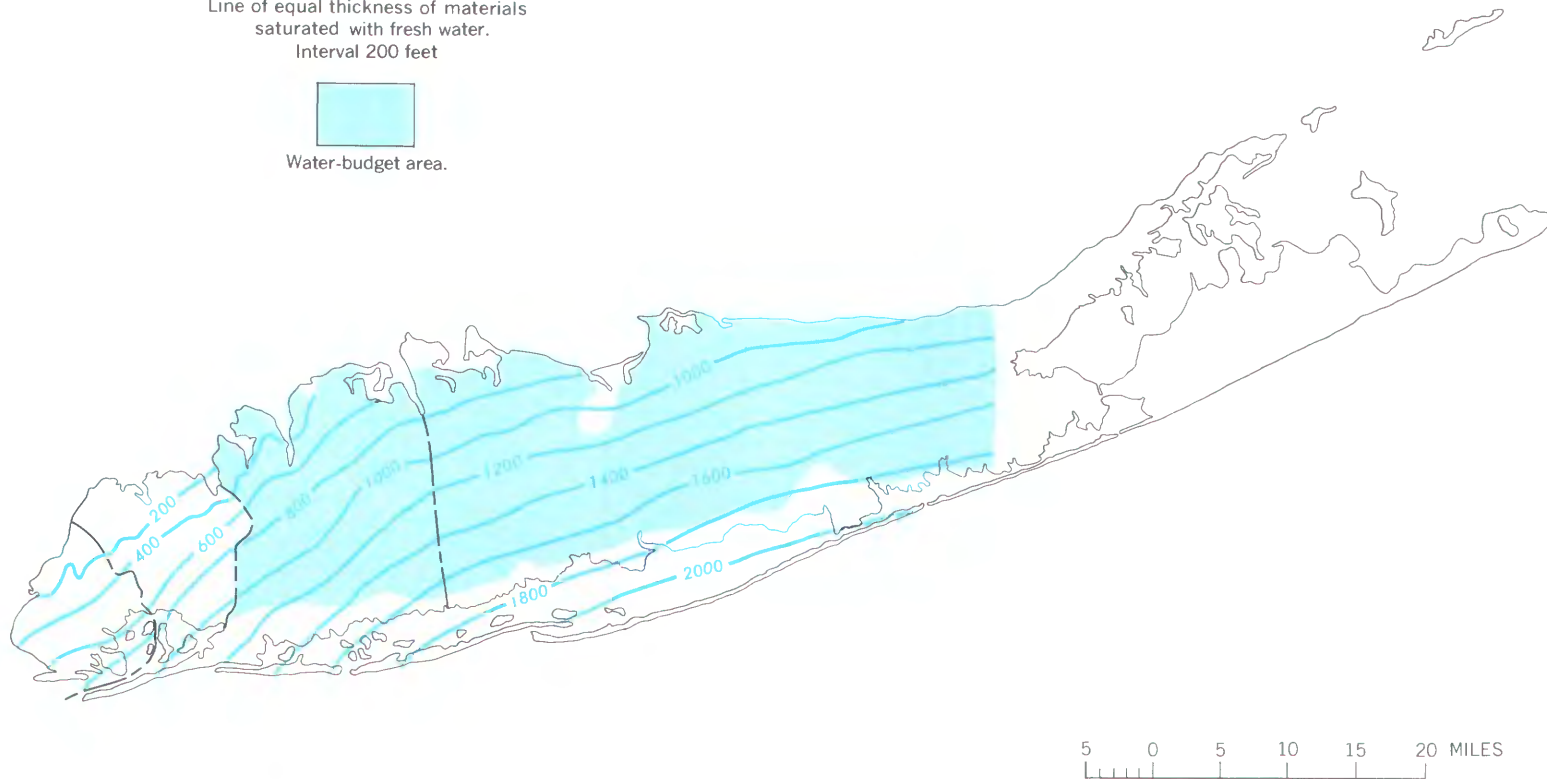 Line of equal thickness of materials
saturated with fresh water.
Interval 200 feet
Water-budget area.
1000
1000
1200
1400
1600
800
200
400
600
1800
2000
5 0 5 10 15 20 MILES